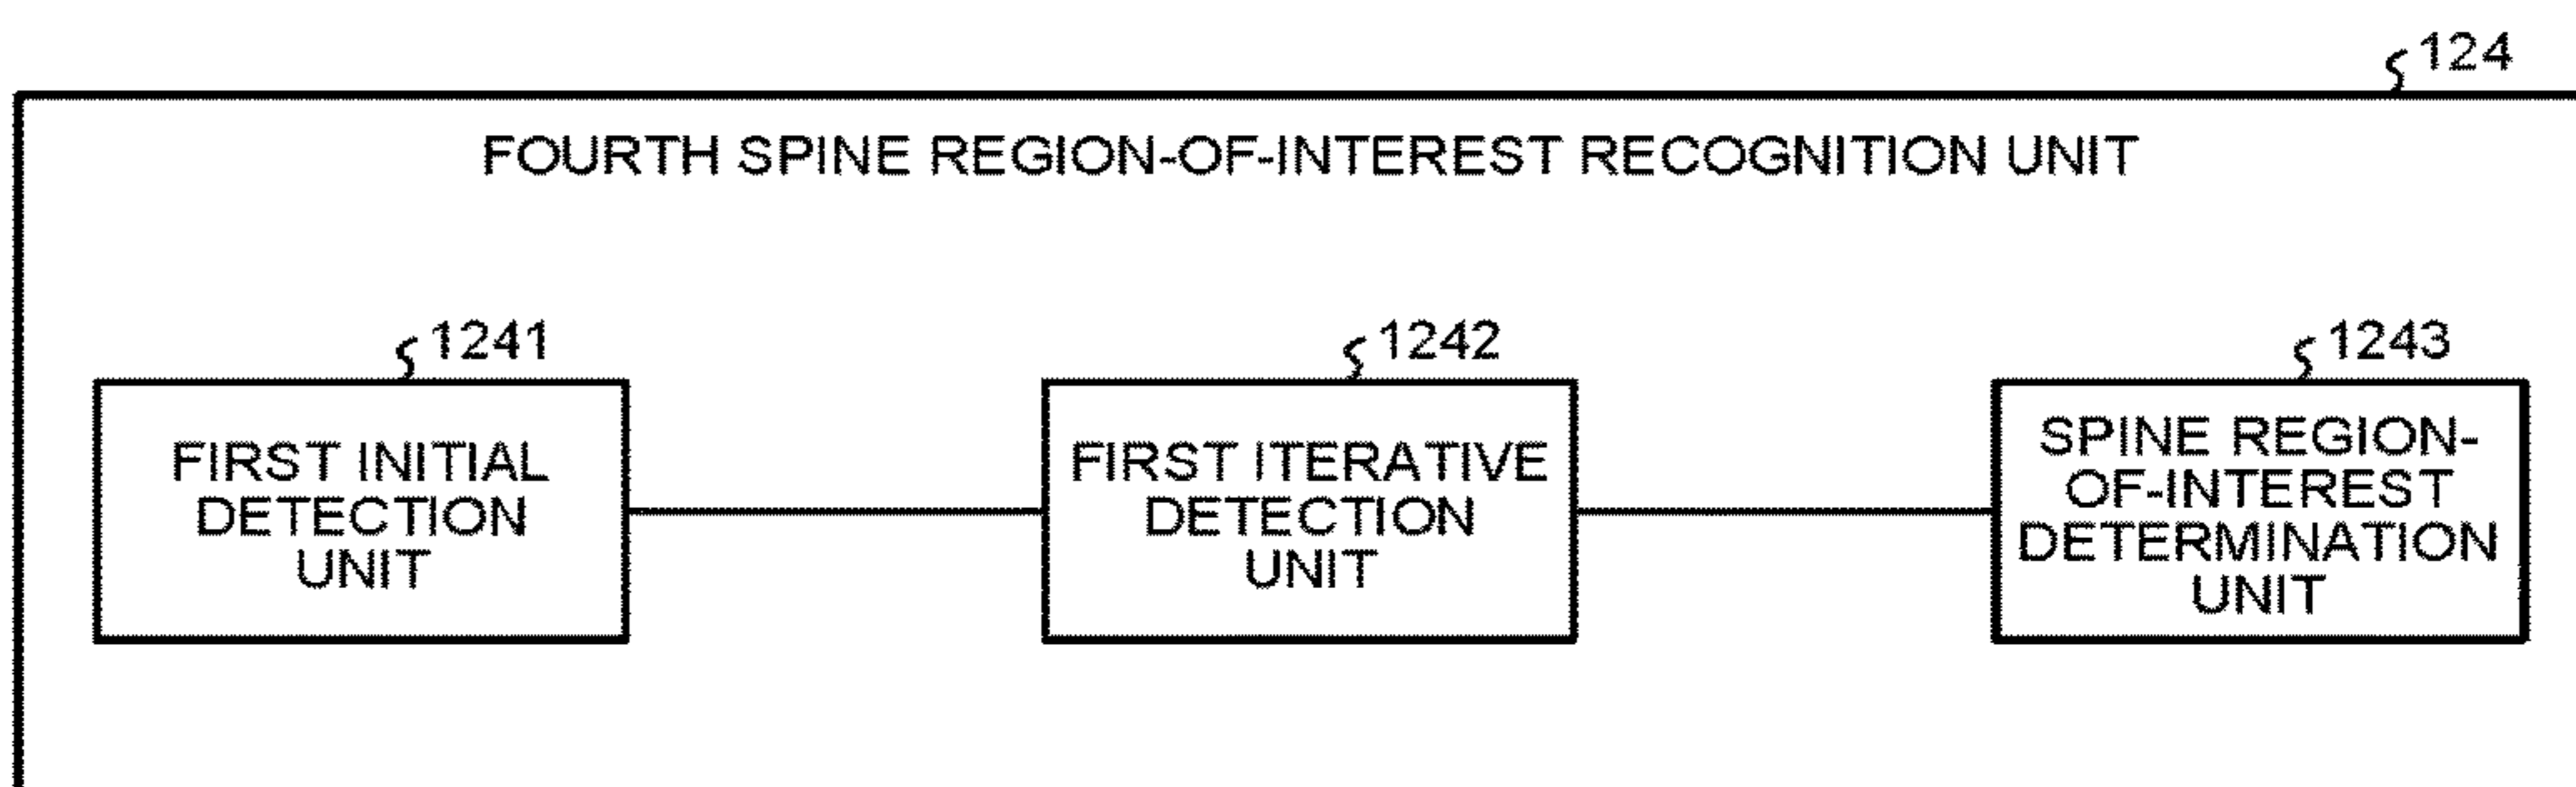 124
FOURTH SPINE REGION-OF-INTEREST RECOGNITION UNIT
1241
FIRST INITIAL
DETECTION
UNIT
1242
FIRST ITERATIVE
DETECTION
UNIT
1243
SPINE REGION-
OF-INTEREST
DETERMINATION
UNIT